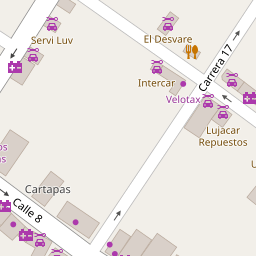 El Desvare
Servi Luv
Carrera 17
Intercar
Velotax
Lujacar
Repuestos
Cartapas
Calle 8